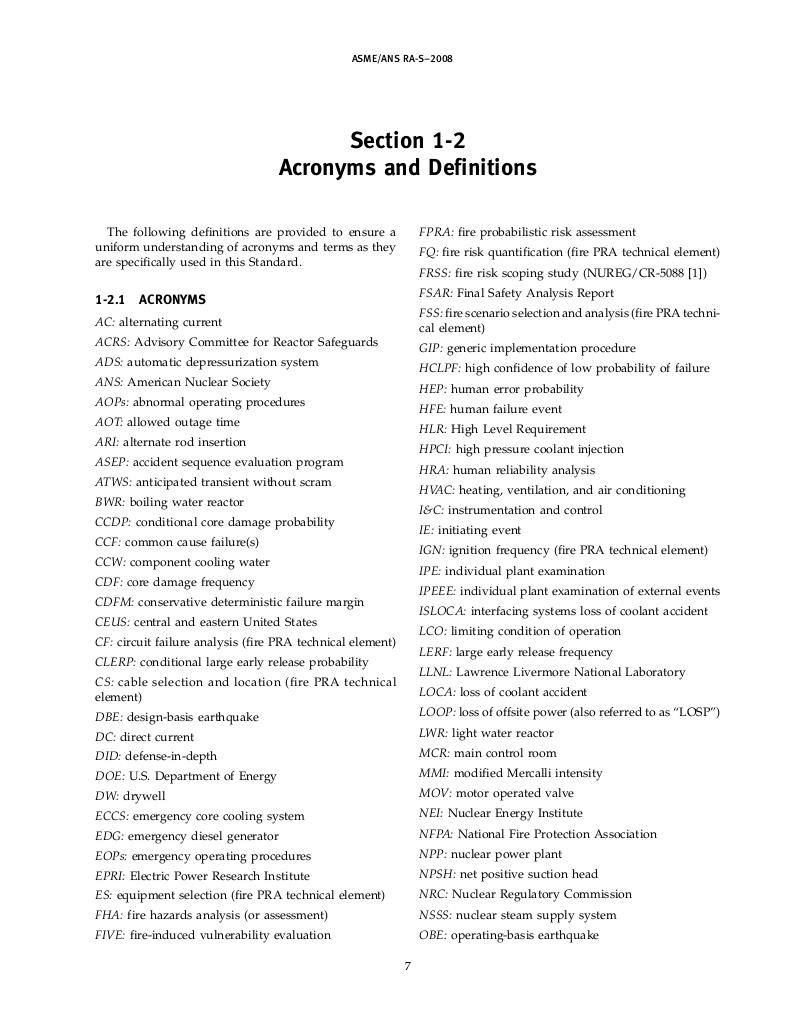 ASME/ANS RA-S–2008
Section 1-2
Acronyms and Definitions
The following definitions are provided to ensure a
uniform understanding of acronyms and terms as they
are specifically used in this Standard.
1-2.1 ACRONYMS
AC: alternating current
ACRS: Advisory Committee for Reactor Safeguards
ADS: automatic depressurization system
ANS: American Nuclear Society
AOPs: abnormal operating procedures
AOT: allowed outage time
ARI: alternate rod insertion
ASEP: accident sequence evaluation program
ATWS: anticipated transient without scram
BWR: boiling water reactor
CCDP: conditional core damage probability
CCF: common cause failure(s)
CCW: component cooling water
CDF: core damage frequency
CDFM: conservative deterministic failure margin
CEUS: central and eastern United States
CF: circuit failure analysis (fire PRA technical element)
CLERP: conditional large early release probability
CS: cable selection and location (fire PRA technical
element)
DBE: design-basis earthquake
DC: direct current
DID: defense-in-depth
DOE: U.S. Department of Energy
DW: drywell
ECCS: emergency core cooling system
EDG: emergency diesel generator
EOPs: emergency operating procedures
EPRI: Electric Power Research Institute
ES: equipment selection (fire PRA technical element)
FHA: fire hazards analysis (or assessment)
FIVE: fire-induced vulnerability evaluation
FPRA: fire probabilistic risk assessment
FQ: fire risk quantification (fire PRA technical element)
FRSS: fire risk scoping study (NUREG/CR-5088 [1])
FSAR: Final Safety Analysis Report
FSS: fire scenario selection and analysis (fire PRA techni-
cal element)
GIP: generic implementation procedure
HCLPF: high confidence of low probability of failure
HEP: human error probability
HFE: human failure event
HLR: High Level Requirement
HPCI: high pressure coolant injection
HRA: human reliability analysis
HVAC: heating, ventilation, and air conditioning
I&C: instrumentation and control
IE: initiating event
IGN: ignition frequency (fire PRA technical element)
IPE: individual plant examination
IPEEE: individual plant examination of external events
ISLOCA: interfacing systems loss of coolant accident
LCO: limiting condition of operation
LERF: large early release frequency
LLNL: Lawrence Livermore National Laboratory
LOCA: loss of coolant accident
LOOP: loss of offsite power (also referred to as “LOSP”)
LWR: light water reactor
MCR: main control room
MMI: modified Mercalli intensity
MOV: motor operated valve
NEI: Nuclear Energy Institute
NFPA: National Fire Protection Association
NPP: nuclear power plant
NPSH: net positive suction head
NRC: Nuclear Regulatory Commission
NSSS: nuclear steam supply system
OBE: operating-basis earthquake
7